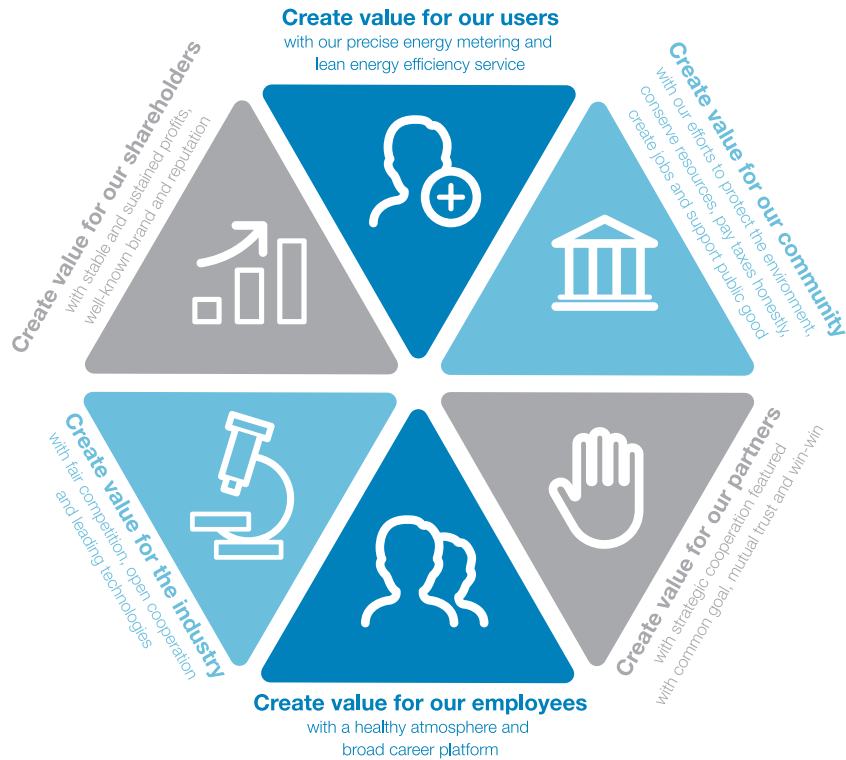 Create value for our users
with our precise energy metering and
lean energy efficiency service
Create value for our community
with our efforts to protect the environment,
conserve resources, pay taxes honestly,
create jobs and support public good
Create value for our partners
with strategic cooperation featured
with common goal, mutual trust and win-win
Create value for our employees
with a healthy atmosphere and
broad career platform
Create value for the industry
with fair competition, open cooperation
and leading technologies
Create value for our shareholders
with stable and sustained profits,
well-known brand and reputation